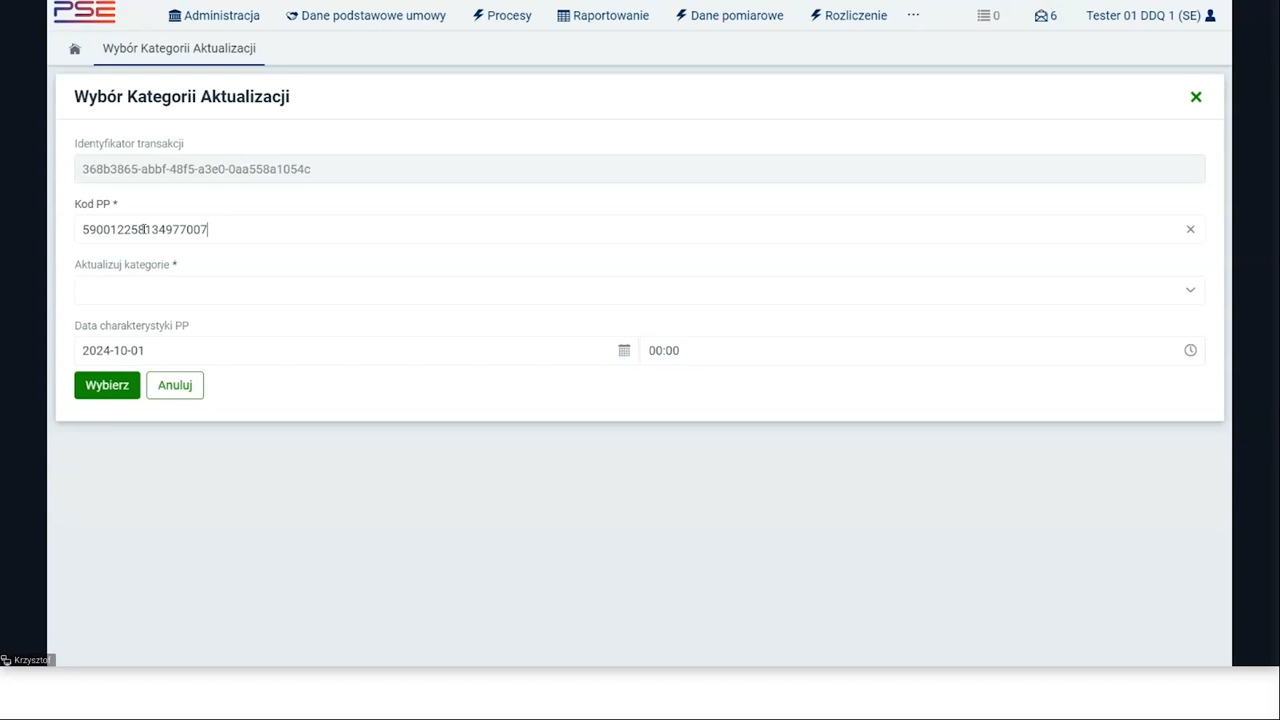 PSE
Administracja Dane podstawowe umowy Procesy Raportowanie Dane pomiarowe Rozliczenie ... 0 6 Tester 01 DDQ 1 (SE)
Wybór Kategorii Aktualizacji
Wybór Kategorii Aktualizacji
Identyfikator transakcji
368b3865-abbf-48f5-a3e0-0aa558a1054c
Kod PP *
590012258134977007
Aktualizuj kategorie *
Data charakterystyki PP
2024-10-01 00:00
Wybierz Anuluj
Krzysztof